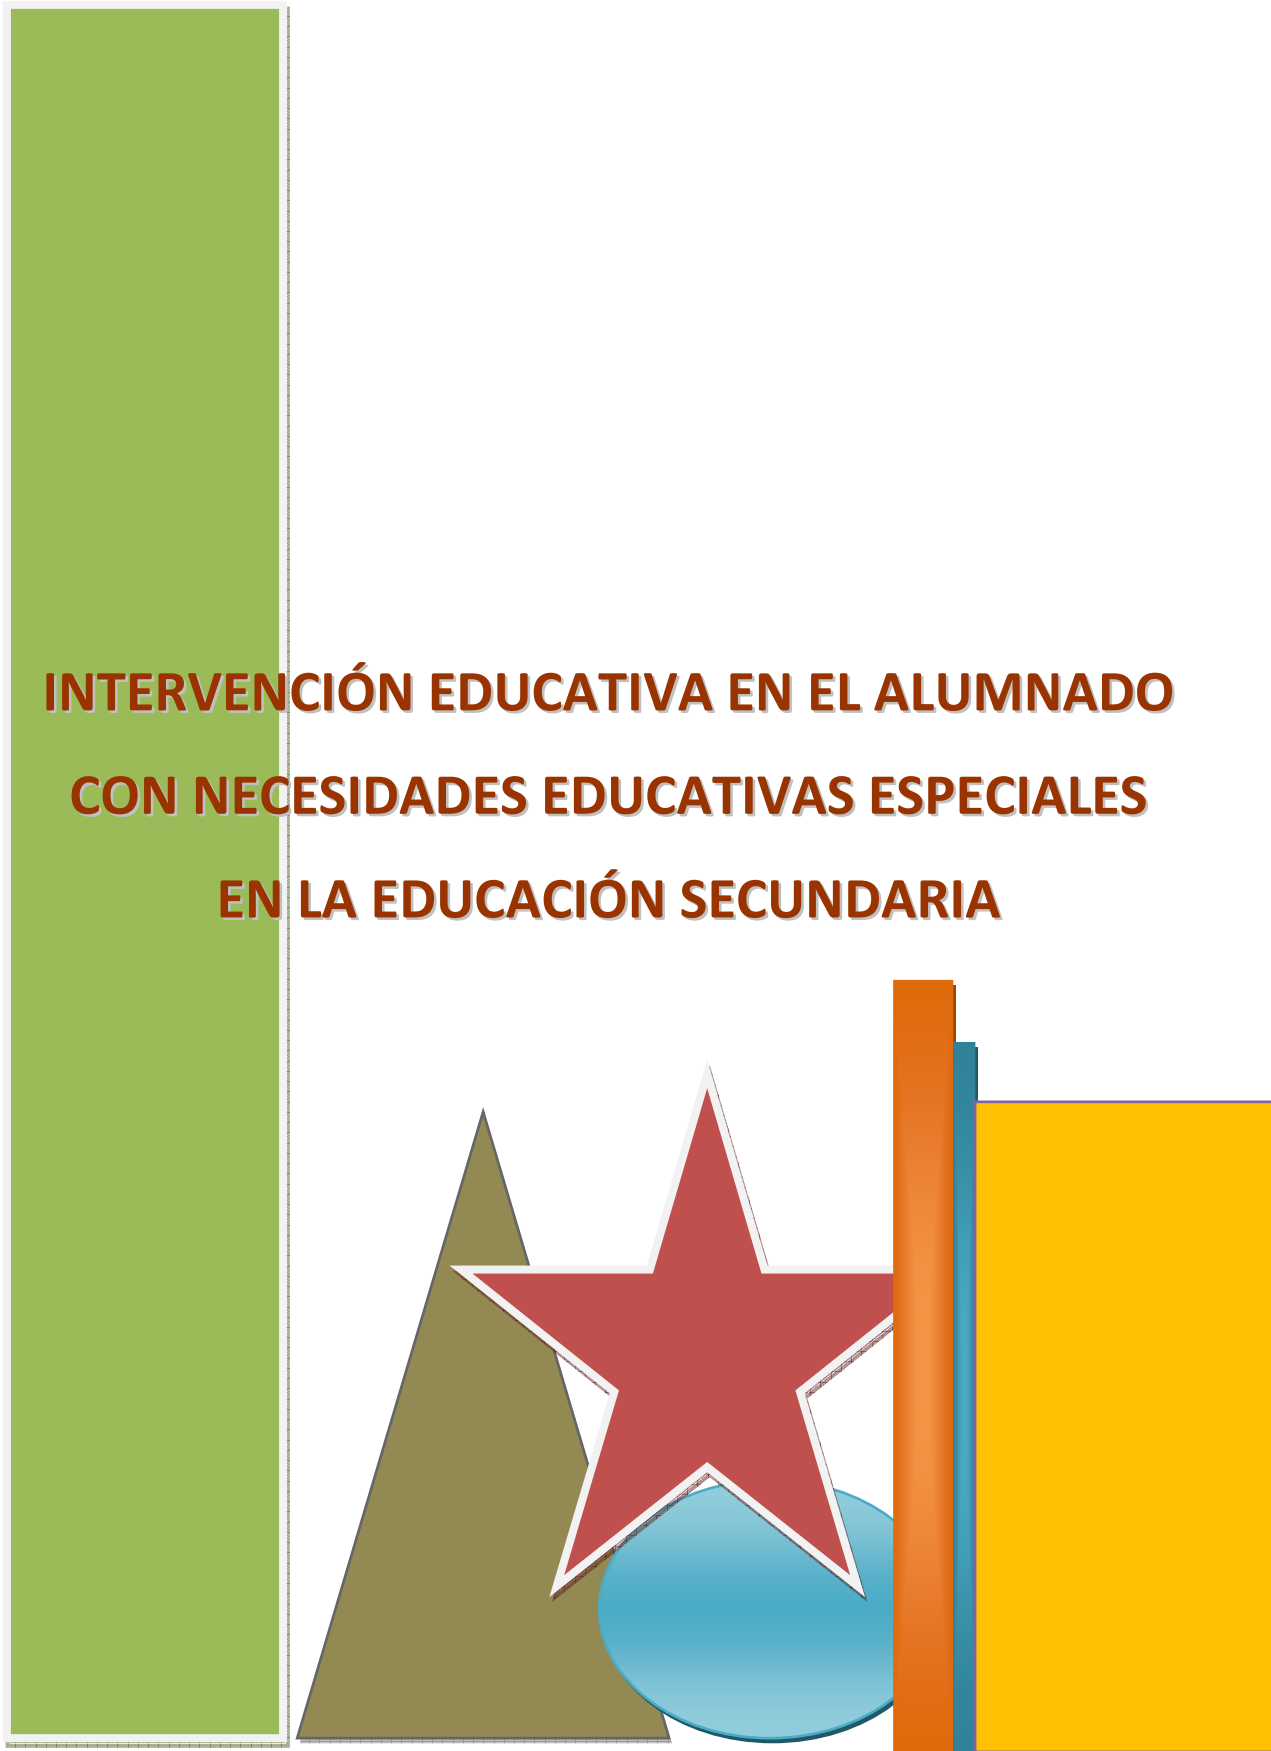 INTERVENCIÓN EDUCATIVA EN EL ALUMNADO
CON NECESIDADES EDUCATIVAS ESPECIALES
EN LA EDUCACIÓN SECUNDARIA